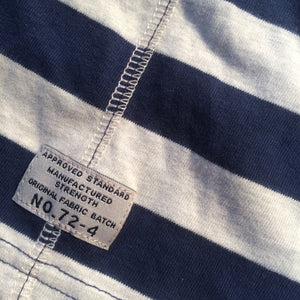 APPROVED STANDARD
MANUFACTURED
STRENGTH
ORIGINAL FABRIC BATCH
NO.72-4